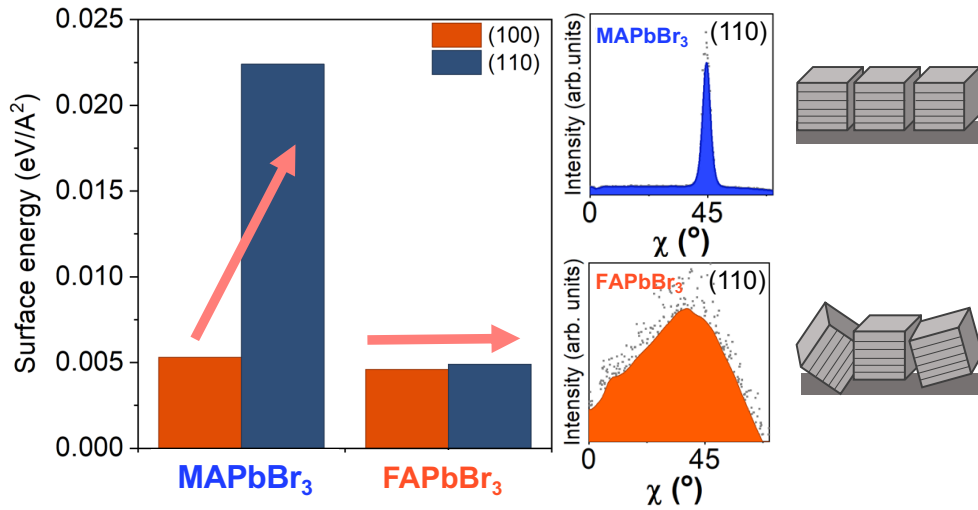 Surface energy (eV/A²)
0.025
0.020
0.015
0.010
0.005
0.000
(100)
(110)
MAPbBr₃
FAPbBr₃
Intensity (arb.units)
MAPbBr₃
(110)
0
45
χ (°)
Intensity (arb. units)
FAPbBr₃
(110)
0
45
χ (°)